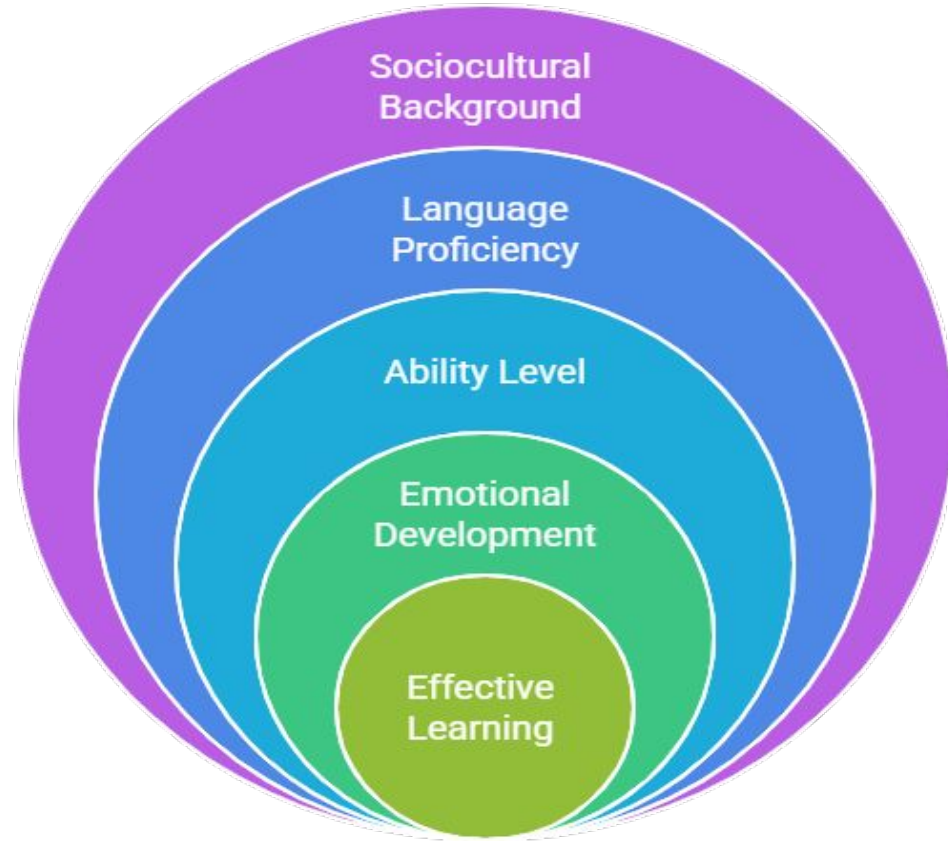 Sociocultural
Background
Language
Proficiency
Ability Level
Emotional
Development
Effective
Learning